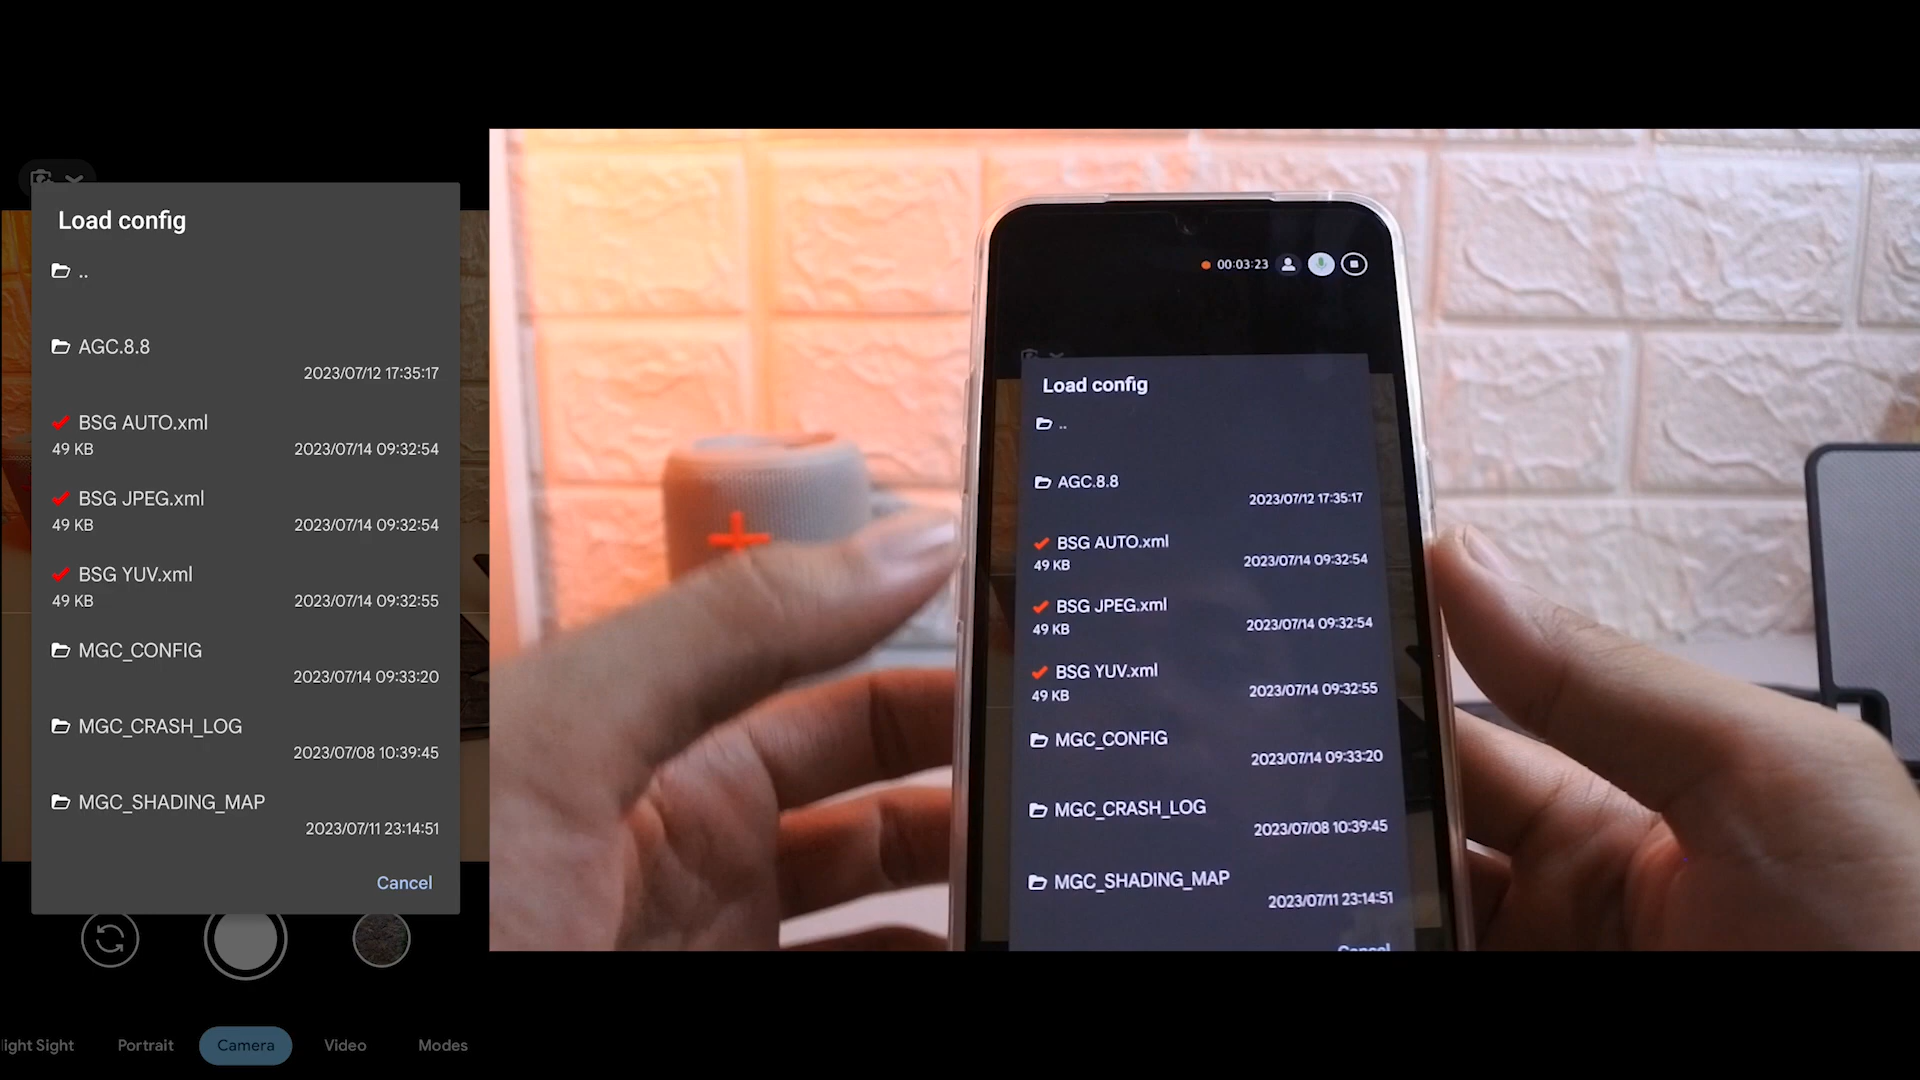 Load config
..
AGC.8.8
2023/07/12 17:35:17
BSG AUTO.xml
49 KB 2023/07/14 09:32:54
BSG JPEG.xml
49 KB 2023/07/14 09:32:54
BSG YUV.xml
49 KB 2023/07/14 09:32:55
MGC_CONFIG
2023/07/14 09:33:20
MGC_CRASH_LOG
2023/07/08 10:39:45
MGC_SHADING_MAP
2023/07/11 23:14:51
Cancel
ight Sight Portrait Camera Video Modes
00:03:23
Load config
..
AGC.8.8
2023/07/12 17:35:17
BSG AUTO.xml
49 KB 2023/07/14 09:32:54
BSG JPEG.xml
49 KB 2023/07/14 09:32:54
BSG YUV.xml
49 KB 2023/07/14 09:32:55
MGC_CONFIG
2023/07/14 09:33:20
MGC_CRASH_LOG
2023/07/08 10:39:45
MGC_SHADING_MAP
2023/07/11 23:14:51
Cancel